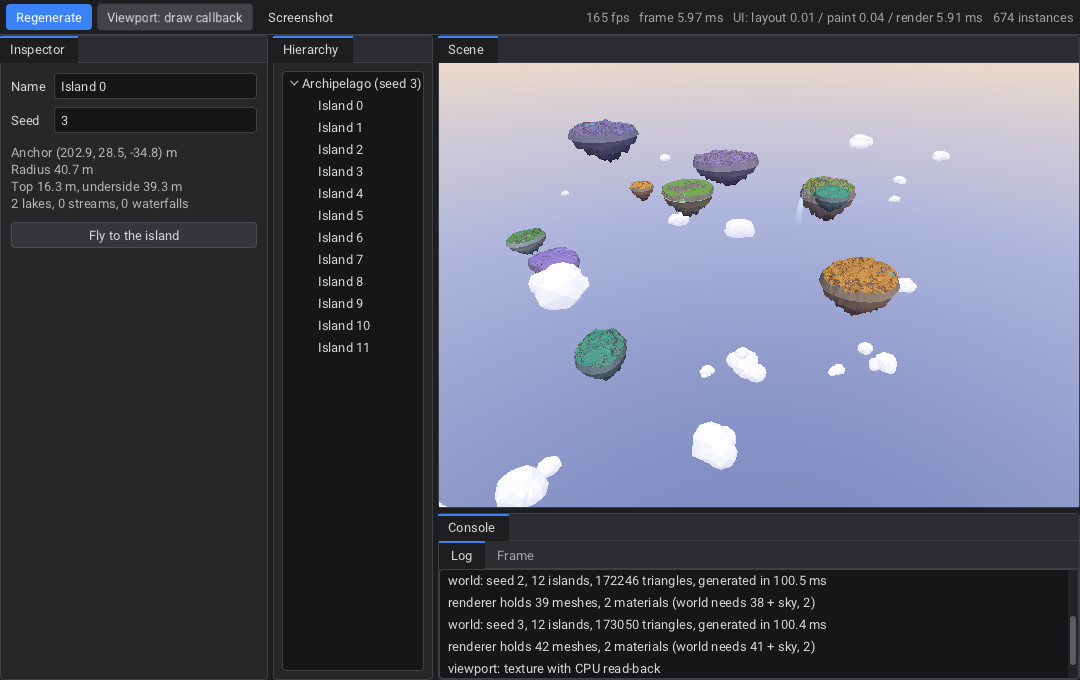 Regenerate Viewport: draw callback Screenshot 165 fps frame 5.97 ms UI: layout 0.01 / paint 0.04 / render 5.91 ms 674 instances
Inspector
Name Island 0
Seed 3
Anchor (202.9, 28.5, -34.8) m
Radius 40.7 m
Top 16.3 m, underside 39.3 m
2 lakes, 0 streams, 0 waterfalls
Fly to the island
Hierarchy
Archipelago (seed 3)
Island 0
Island 1
Island 2
Island 3
Island 4
Island 5
Island 6
Island 7
Island 8
Island 9
Island 10
Island 11
Scene
Console
Log Frame
world: seed 2, 12 islands, 172246 triangles, generated in 100.5 ms
renderer holds 39 meshes, 2 materials (world needs 38 + sky, 2)
world: seed 3, 12 islands, 173050 triangles, generated in 100.4 ms
renderer holds 42 meshes, 2 materials (world needs 41 + sky, 2)
viewport: texture with CPU read-back